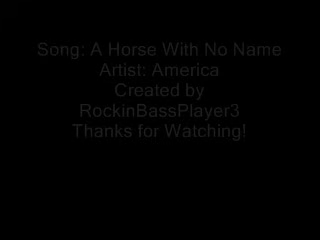 Song: A Horse With No Name
Artist: America
Created by
RockinBassPlayer3
Thanks for Watching!